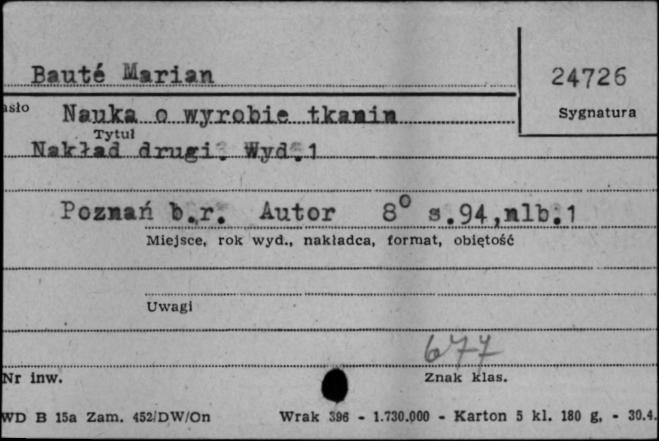 Bauté Marian
24726
asło
Nauka o wyrobie tkanin
Sygnatura
Tytuł
Nakład drugi. Wyd.1
Poznań b.r. Autor 8° s.94,nlb.1
Miejsce, rok wyd., nakładca, format, obiętość
Uwagi
677
Nr inw.
Znak klas.
WD B 15a Zam. 452/DW/On Wrak 396 - 1.730.000 - Karton 5 kl. 180 g. - 30.4.